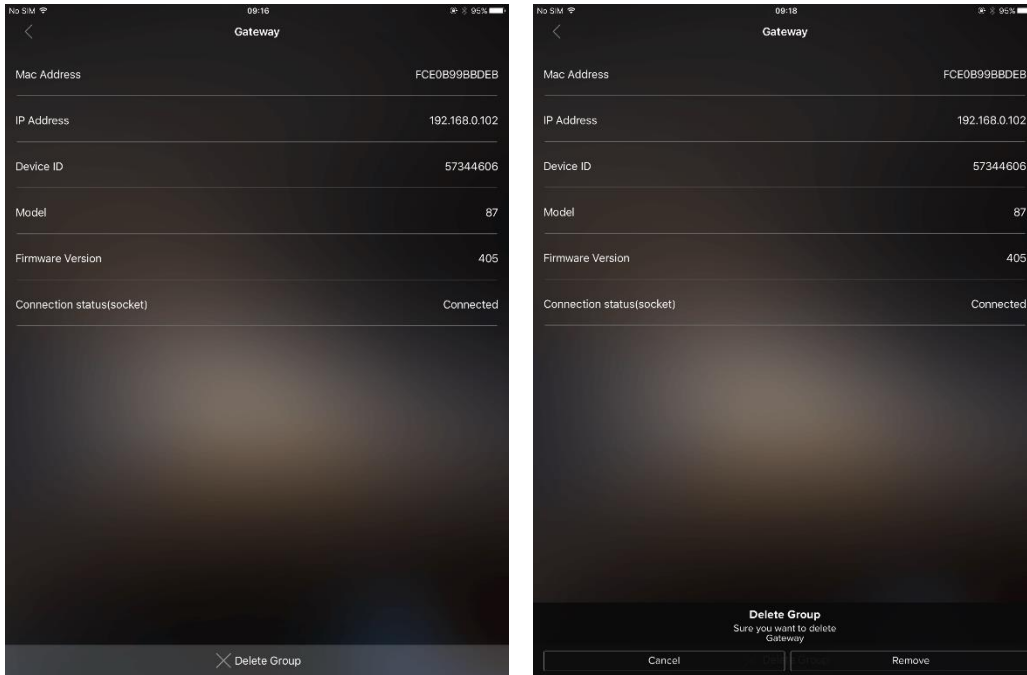 No SIM 09:16 95%
Gateway
Mac Address FCE0B99BBDEB
IP Address 192.168.0.102
Device ID 57344606
Model 87
Firmware Version 405
Connection status(socket) Connected
Delete Group
No SIM 09:18 95%
Gateway
Mac Address FCE0B99BBDEB
IP Address 192.168.0.102
Device ID 57344606
Model 87
Firmware Version 405
Connection status(socket) Connected
Delete Group
Sure you want to delete
Gateway
Cancel Remove